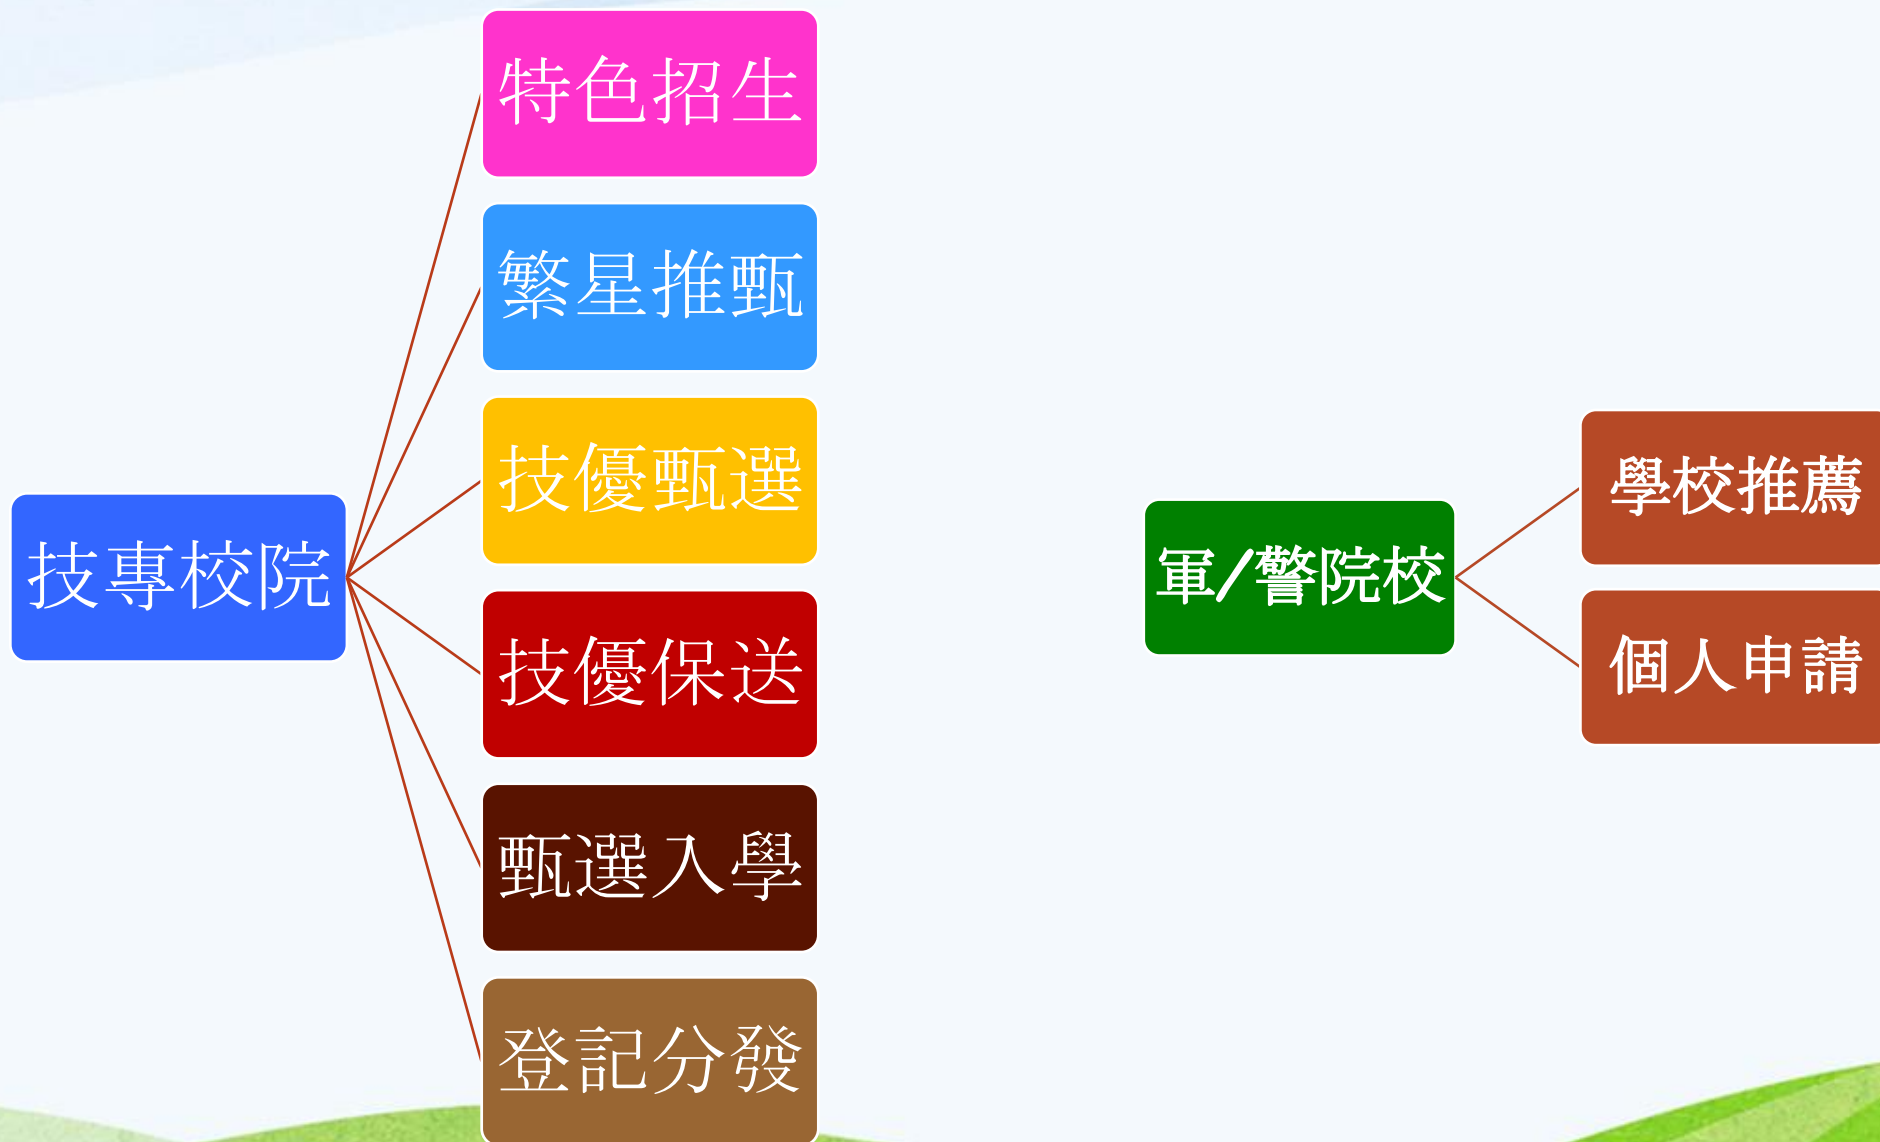 技專校院
特色招生
繁星推甄
技優甄選
技優保送
甄選入學
登記分發
軍/警院校
學校推薦
個人申請